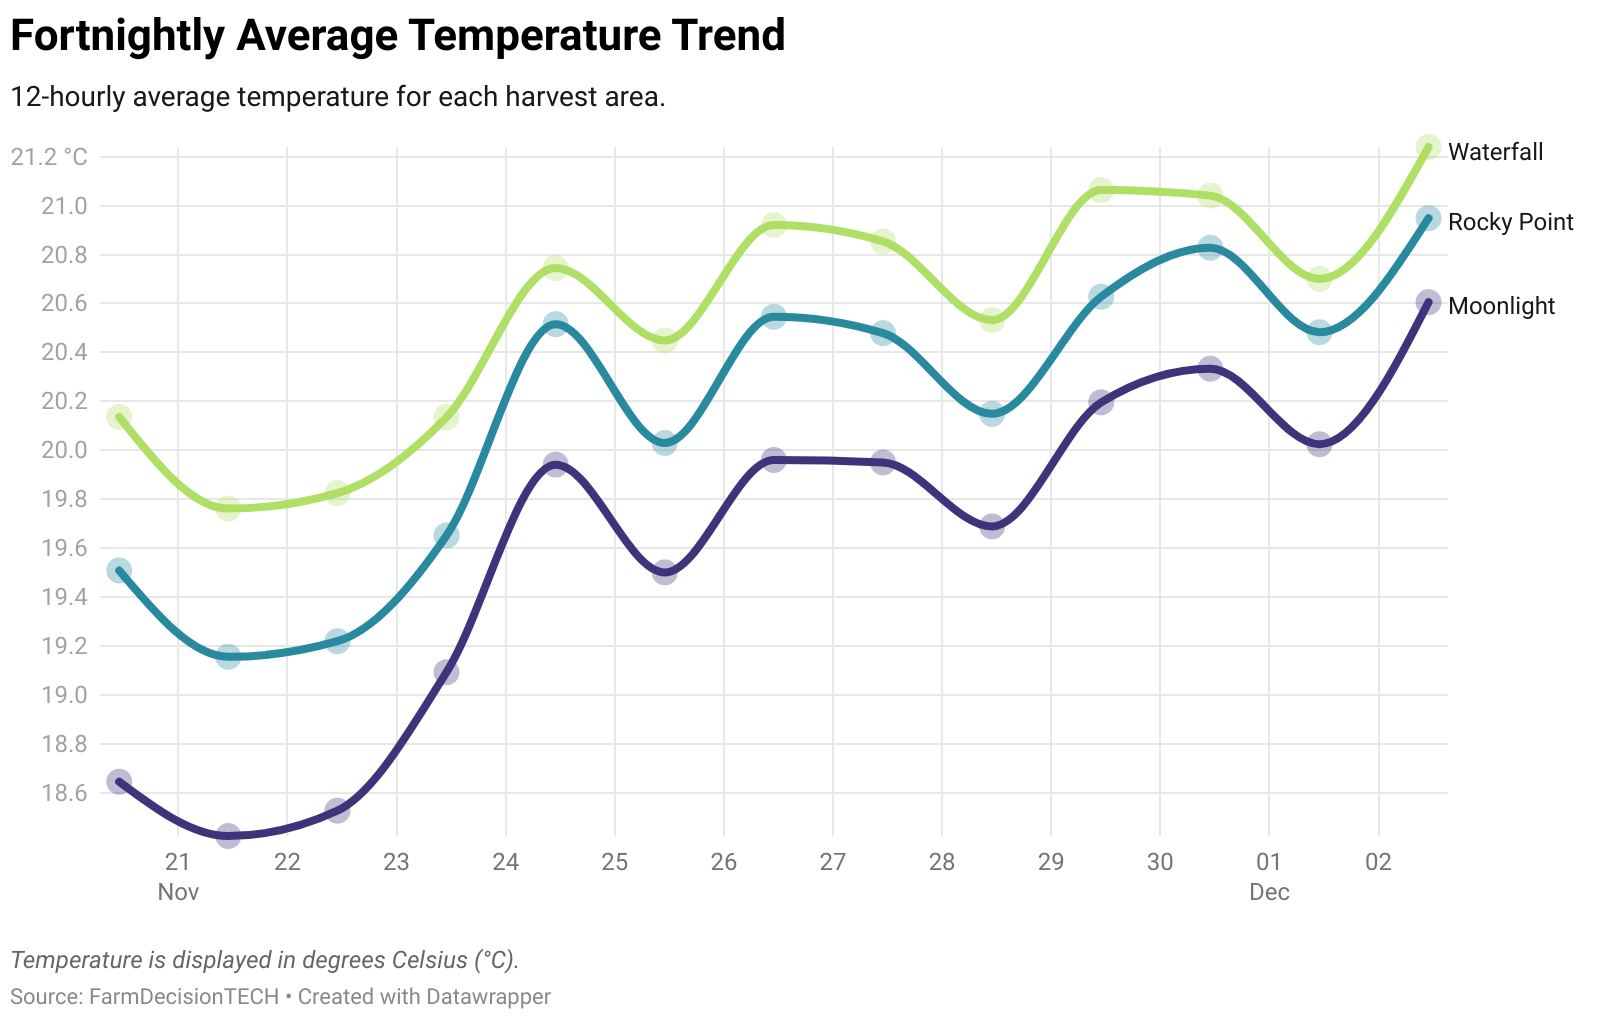 Fortnightly Average Temperature Trend
12-hourly average temperature for each harvest area.
21.2 °C
21.0
20.8
20.6
20.4
20.2
20.0
19.8
19.6
19.4
19.2
19.0
18.8
18.6
Waterfall
Rocky Point
Moonlight
21 22 23 24 25 26 27 28 29 30 01 02
Nov Dec
Temperature is displayed in degrees Celsius (°C).
Source: FarmDecisionTECH • Created with Datawrapper